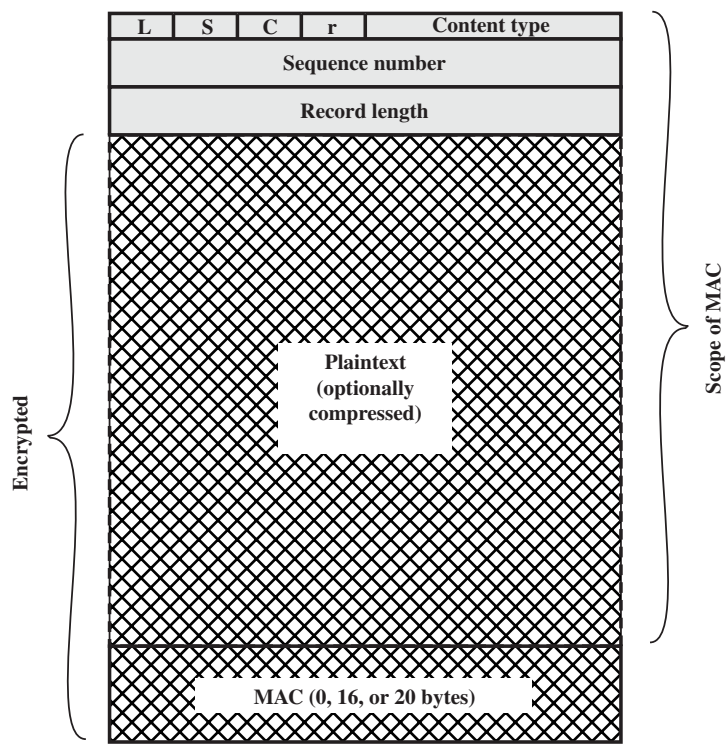 L S C r Content type
Sequence number
Record length
Plaintext
(optionally
compressed)
MAC (0, 16, or 20 bytes)
Encrypted
Scope of MAC